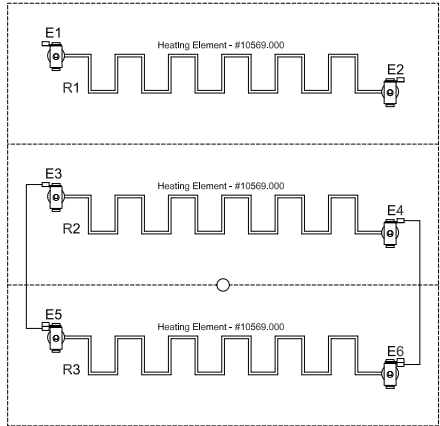 E1
Heating Element - #10569.000
E2
R1
E3
Heating Element - #10569.000
E4
R2
E5
Heating Element - #10569.000
E6
R3